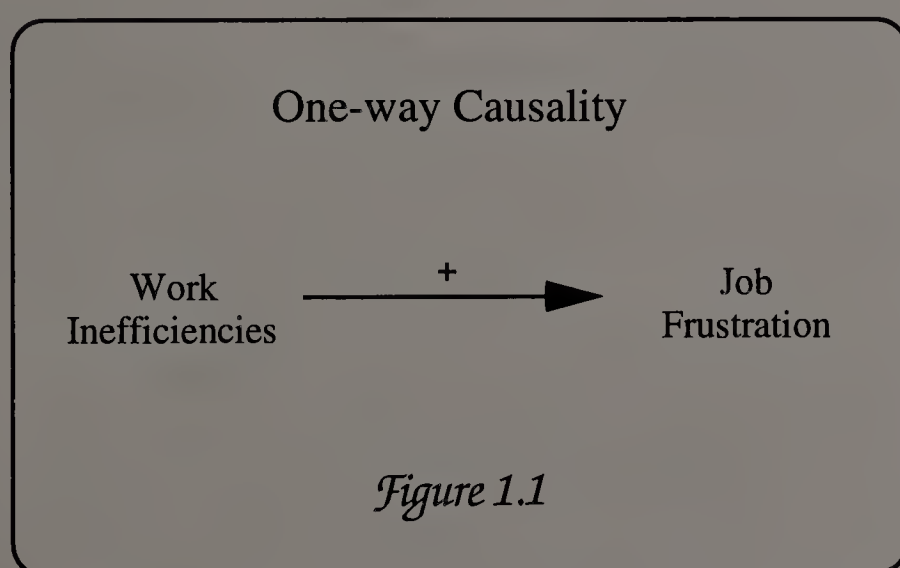 One-way Causality
+
Work
Inefficiencies
Job
Frustration
Figure 1.1